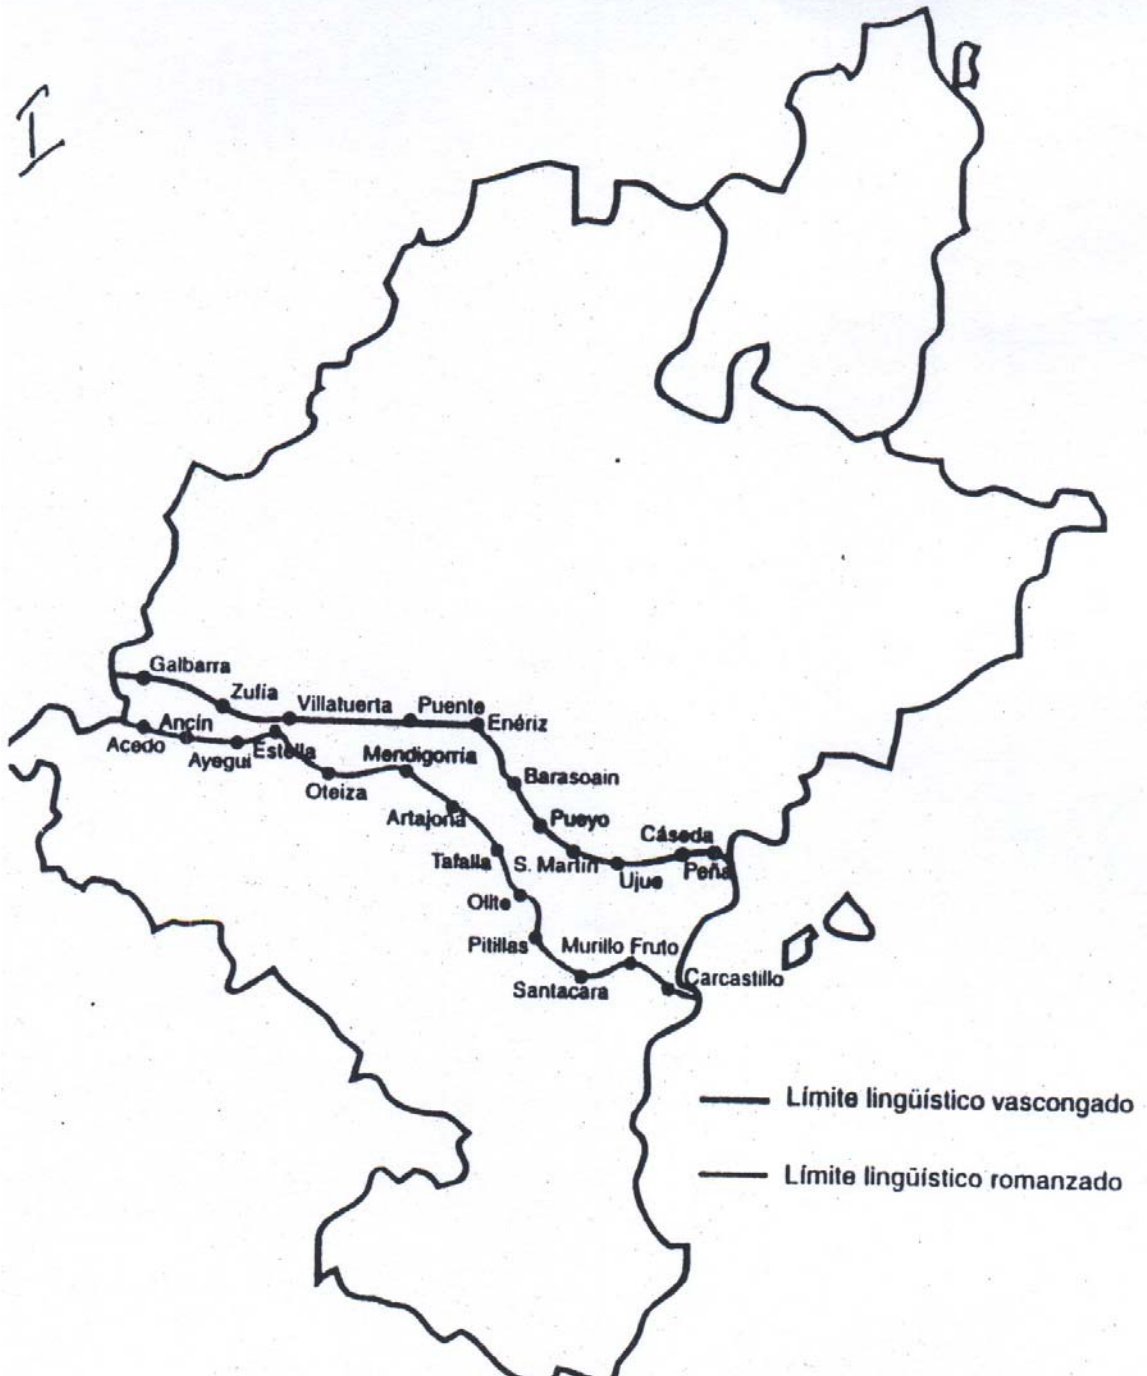 I
Galbarra
Zufía
Villatuerta
Puente
Enériz
Acedo
Ancín
Ayegui
Estella
Oteiza
Mendigorría
Barasoain
Artajona
Pueyo
Tafalla
S. Martín
Ujue
Cáseda
Peña
Olite
Pitillas
Murillo Fruto
Santacara
Carcastillo
Límite lingüístico vascongado
Límite lingüístico romanzado